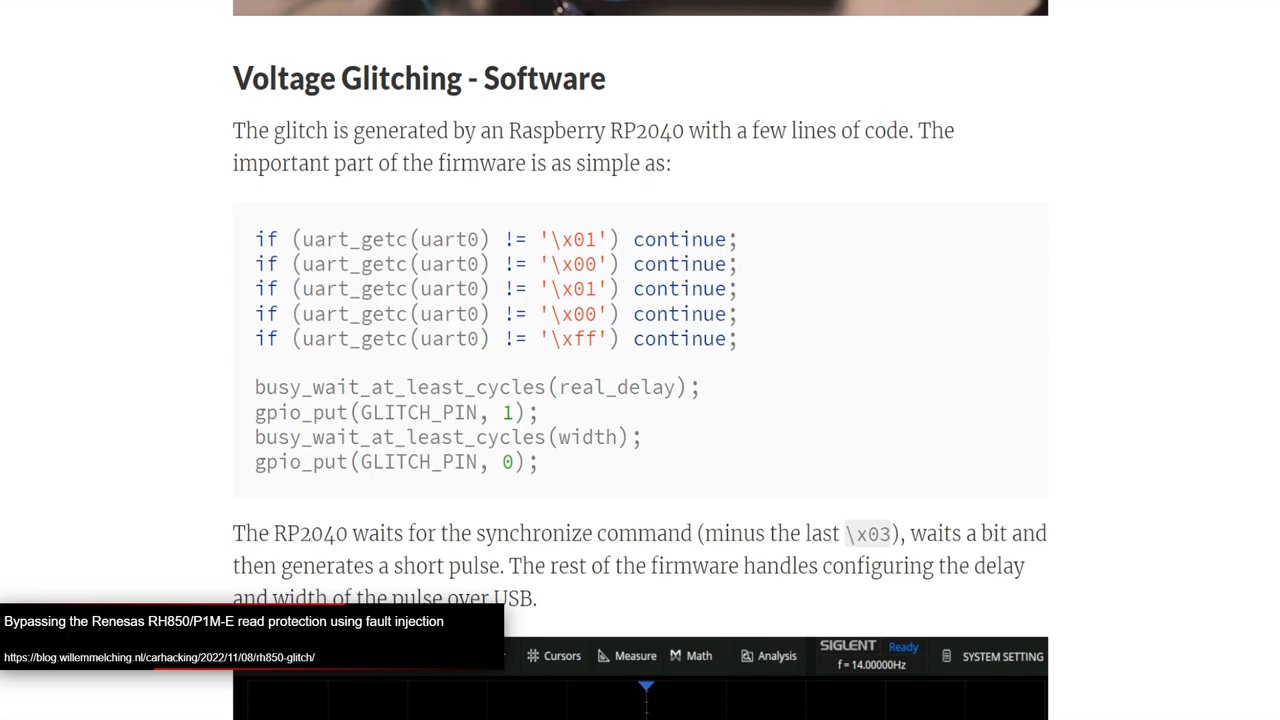 Voltage Glitching - Software
The glitch is generated by an Raspberry RP2040 with a few lines of code. The
important part of the firmware is as simple as:
if (uart_getc(uart0) != '\x01') continue;
if (uart_getc(uart0) != '\x00') continue;
if (uart_getc(uart0) != '\x01') continue;
if (uart_getc(uart0) != '\x00') continue;
if (uart_getc(uart0) != '\xff') continue;
busy_wait_at_least_cycles(real_delay);
gpio_put(GLITCH_PIN, 1);
busy_wait_at_least_cycles(width);
gpio_put(GLITCH_PIN, 0);
The RP2040 waits for the synchronize command (minus the last \x03), waits a bit and
then generates a short pulse. The rest of the firmware handles configuring the delay
and width of the pulse over USB.
Bypassing the Renesas RH850/P1M-E read protection using fault injection
https://blog.willemmelching.nl/carhacking/2022/11/08/rh850-glitch/
Cursors Measure Math Analysis SIGLENT Ready SYSTEM SETTING
f = 14.00000Hz